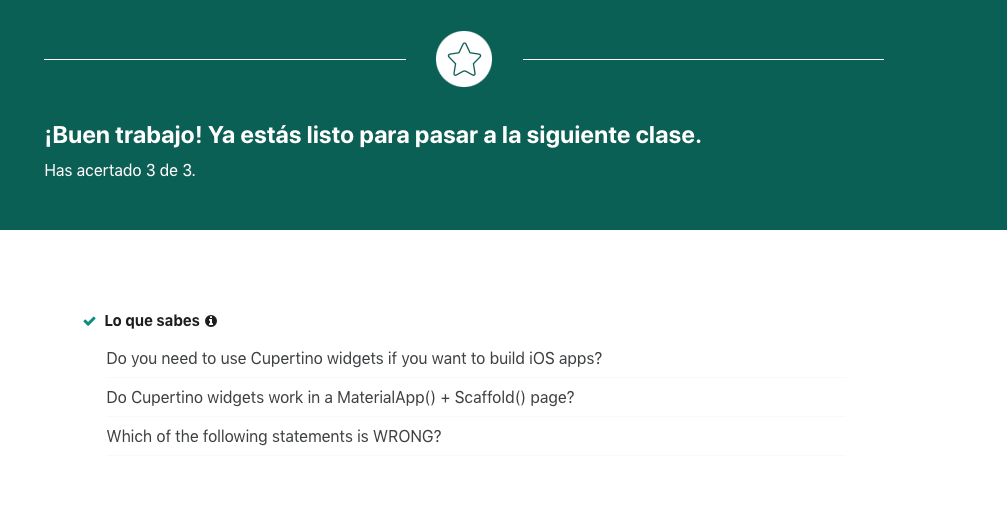 ¡Buen trabajo! Ya estás listo para pasar a la siguiente clase.
Has acertado 3 de 3.
Lo que sabes
Do you need to use Cupertino widgets if you want to build iOS apps?
Do Cupertino widgets work in a MaterialApp() + Scaffold() page?
Which of the following statements is WRONG?